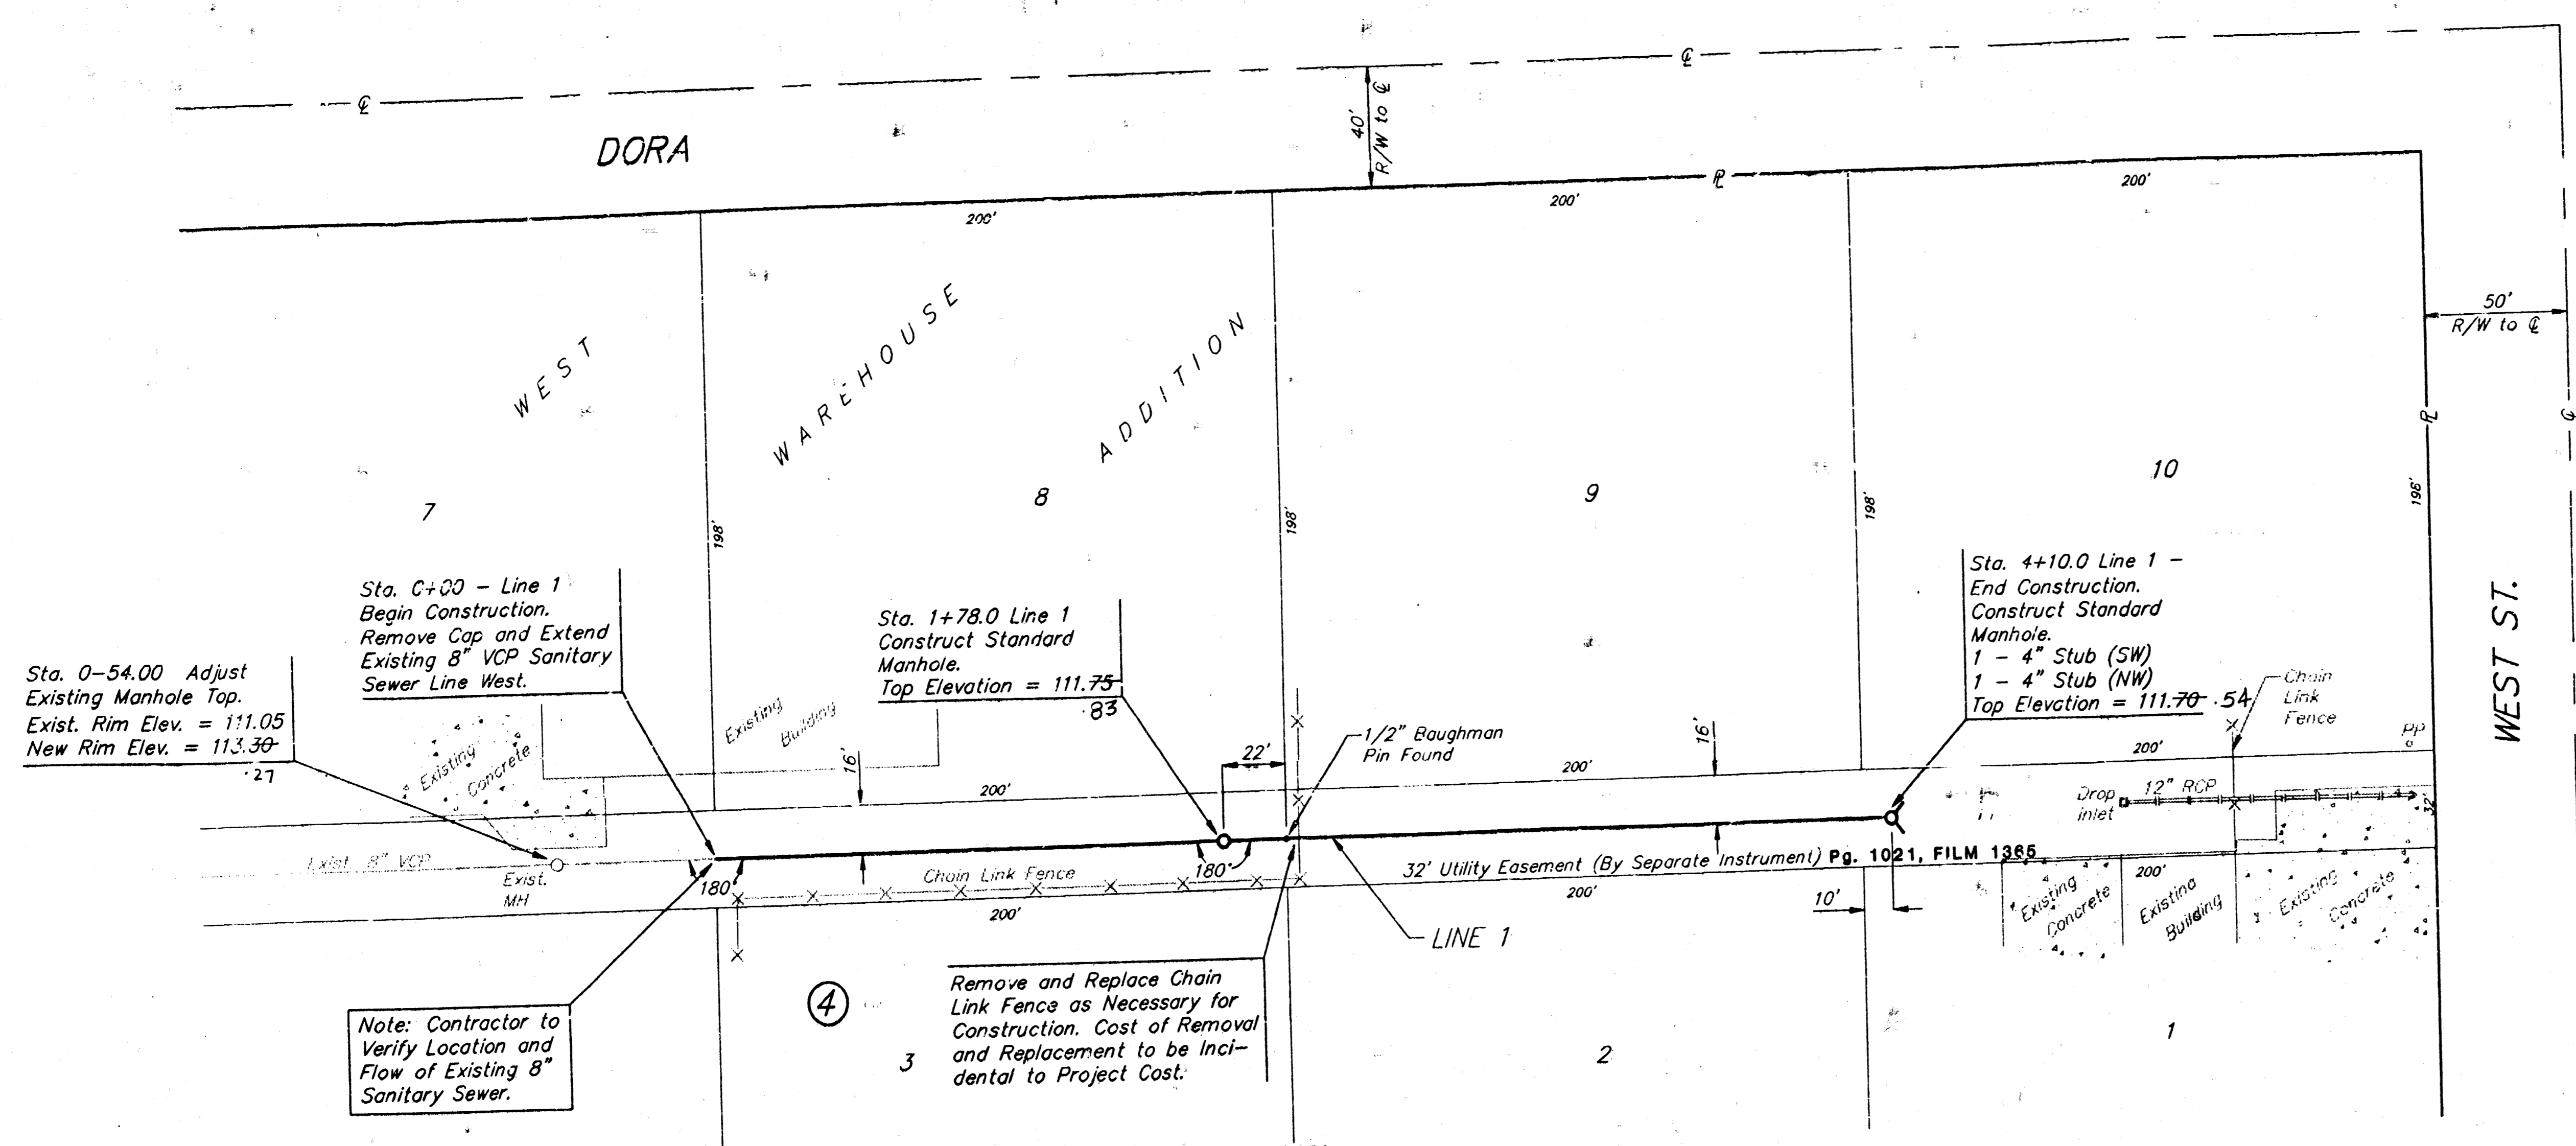 ℄
℄
DORA
40'
R/W to ℄
200'
200'
℞
200'
50'
R/W to ℄
WEST
WAREHOUSE
ADDITION
℞
℄
7
8
9
10
198'
198'
198'
198'
Sta. 0+00 - Line 1
Begin Construction.
Remove Cap and Extend
Existing 8" VCP Sanitary
Sewer Line West.
Sta. 1+78.0 Line 1
Construct Standard
Manhole.
Top Elevation = 111.75
.83
Sta. 4+10.0 Line 1 -
End Construction.
Construct Standard
Manhole.
1 - 4" Stub (SW)
1 - 4" Stub (NW)
Top Elevation = 111.70 .54
WEST ST.
Sta. 0-54.00 Adjust
Existing Manhole Top.
Exist. Rim Elev. = 111.05
New Rim Elev. = 113.30
.27
Existing
Concrete
Existing
Building
16'
22'
1/2" Baughman
Pin Found
16'
Chain
Link
Fence
PP
200'
200'
200'
Drop
inlet
12" RCP
32'
Exist. 8" VCP
Exist.
MH
180°
Chain Link Fence
180°
32' Utility Easement (By Separate Instrument) Pg. 1021, FILM 1365
200'
200'
200'
10'
Existing
Concrete
Existing
Building
Existing
Concrete
LINE 1
Note: Contractor to
Verify Location and
Flow of Existing 8"
Sanitary Sewer.
4
3
Remove and Replace Chain
Link Fence as Necessary for
Construction. Cost of Removal
and Replacement to be Inci-
dental to Project Cost.
2
1